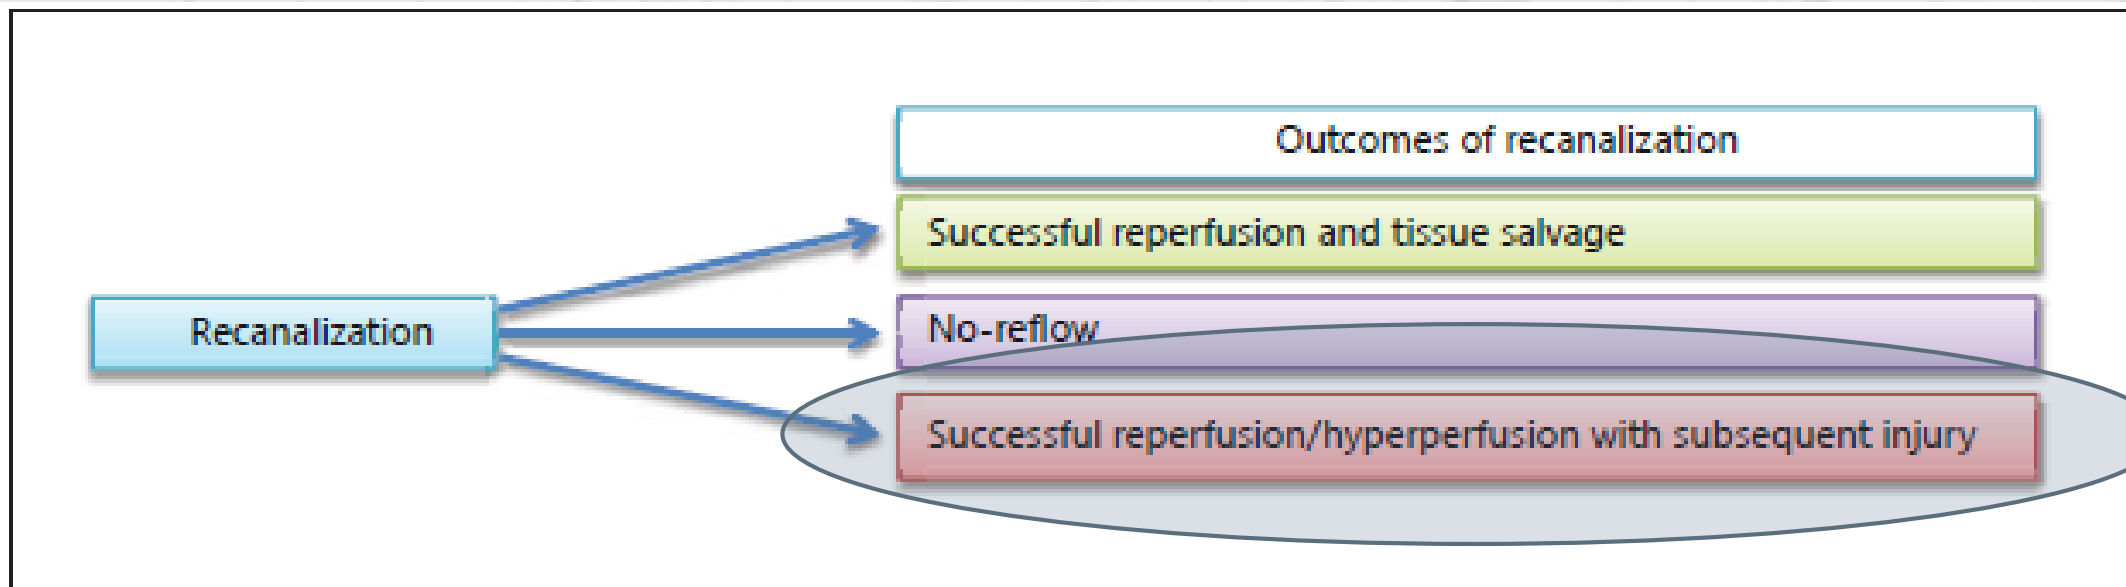 Outcomes of recanalization
Successful reperfusion and tissue salvage
Recanalization
No-reflow
Successful reperfusion/hyperperfusion with subsequent injury